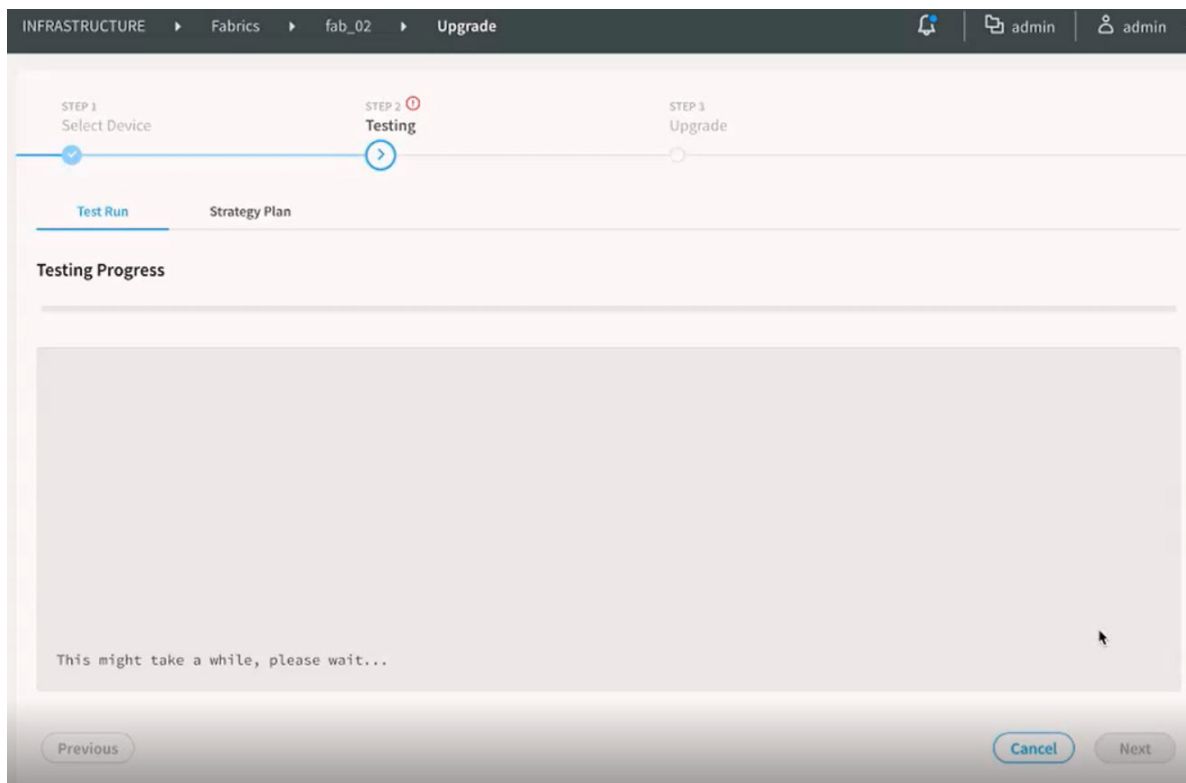 INFRASTRUCTURE Fabrics fab_02 Upgrade admin admin
STEP 1 STEP 2 STEP 3
Select Device Testing Upgrade
Test Run Strategy Plan
Testing Progress
This might take a while, please wait...
Previous Cancel Next